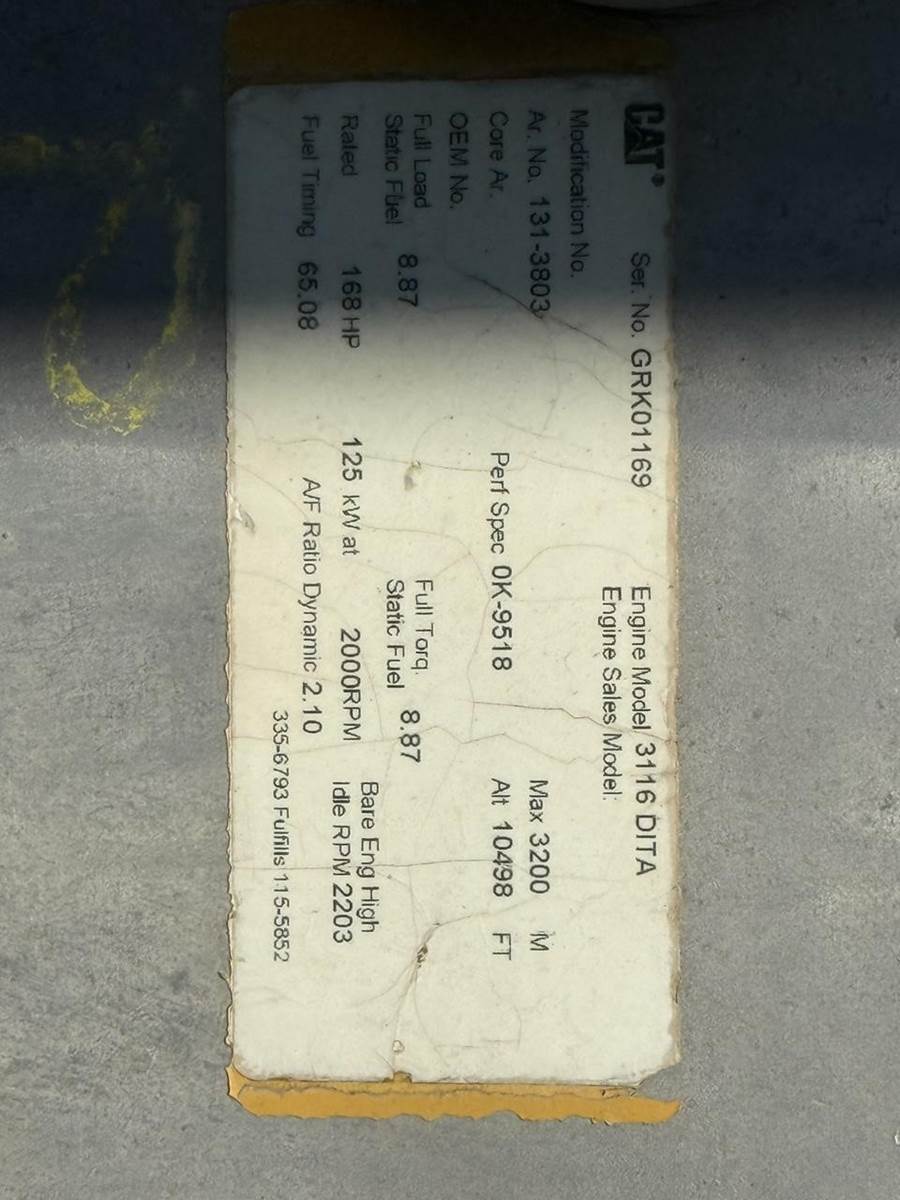 CAT® Ser. No. GRK01169 Engine Model 3116 DITA
Engine Sales Model:
Modification No.
Ar. No. 131-3803 Max 3200 M
Core Ar. Perf Spec 0K-9518 Alt 10498 FT
OEM No.
Full Load Full Torq.
Static Fuel 8.87 Static Fuel 8.87
Bare Eng High
Rated 168 HP 125 kW at 2000RPM Idle RPM 2203
Fuel Timing 65.08 A/F Ratio Dynamic 2.10
335-6793 Fulfills 115-5852